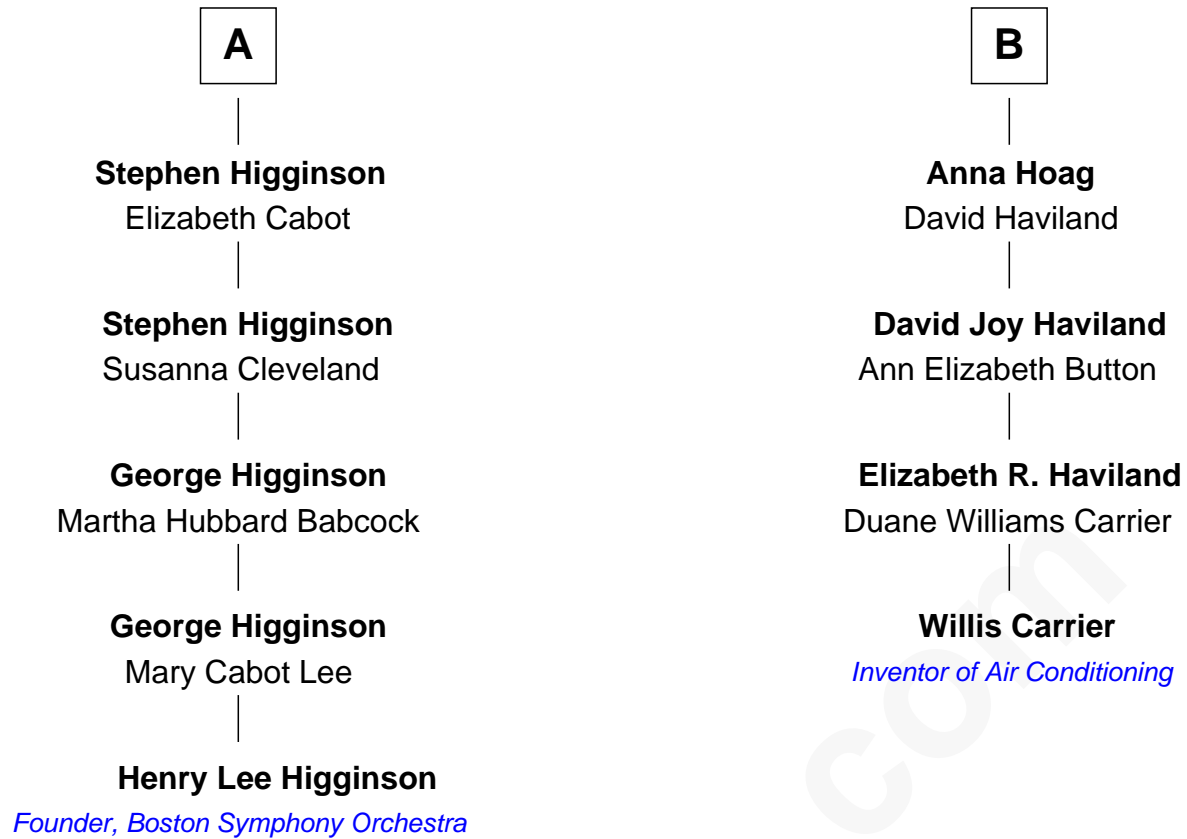 A
Stephen Higginson
Elizabeth Cabot
Stephen Higginson
Susanna Cleveland
George Higginson
Martha Hubbard Babcock
George Higginson
Mary Cabot Lee
Henry Lee Higginson
Founder, Boston Symphony Orchestra
B
Anna Hoag
David Haviland
David Joy Haviland
Ann Elizabeth Button
Elizabeth R. Haviland
Duane Williams Carrier
Willis Carrier
Inventor of Air Conditioning
com